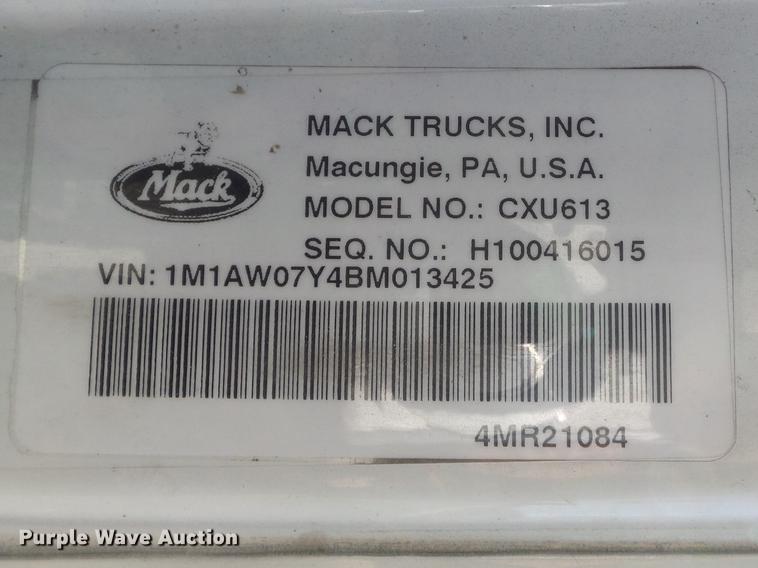 MACK TRUCKS, INC.
Mack
Macungie, PA, U.S.A.
MODEL NO.: CXU613
SEQ. NO.: H100416015
VIN: 1M1AW07Y4BM013425
4MR21084
Purple Wave Auction